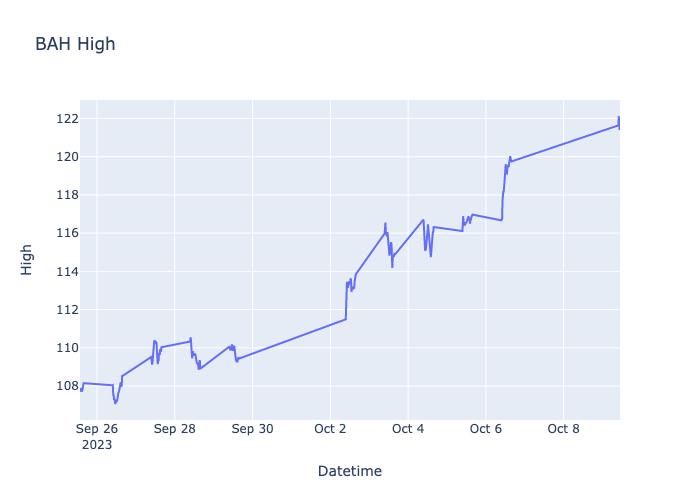 BAH High
122
120
118
116
114
112
110
108
High
Sep 26
2023
Sep 28
Sep 30
Oct 2
Oct 4
Oct 6
Oct 8
Datetime